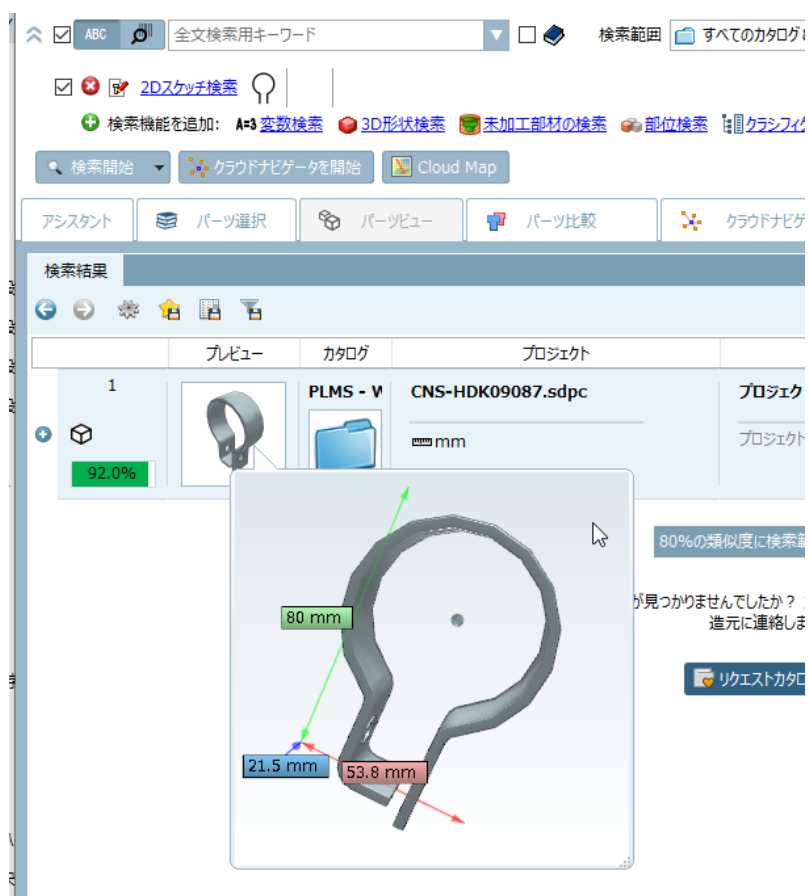 ABC 全文検索用キーワード 検索範囲 すべてのカタログ
2Dスケッチ検索
検索機能を追加: A=3 変数検索 3D形状検索 未加工部材の検索 部位検索 クラシフィ
検索開始 クラウドナビゲータを開始 Cloud Map
アシスタント パーツ選択 パーツビュー パーツ比較 クラウドナビゲ
検索結果
プレビュー カタログ プロジェクト
1 PLMS - W CNS-HDK09087.sdpc プロジェク
mm プロジェクト
92.0%
80%の類似度に検索範
80 mm
が見つかりませんでしたか？
造元に連絡しま
リクエストカタロ
21.5 mm 53.8 mm